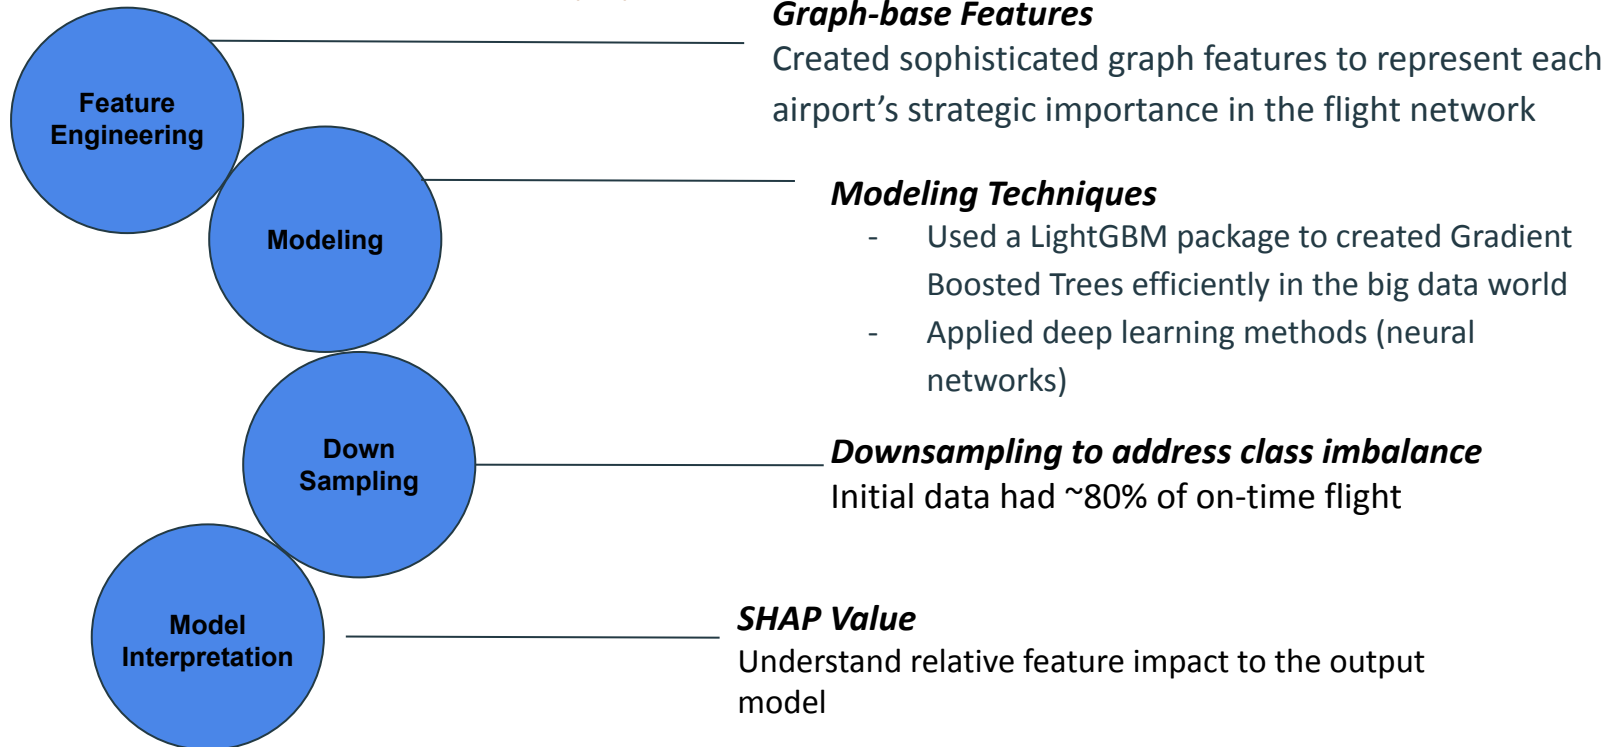 Graph-base Features
Created sophisticated graph features to represent each
airport's strategic importance in the flight network
Feature
Engineering
Modeling Techniques
- Used a LightGBM package to created Gradient
Boosted Trees efficiently in the big data world
- Applied deep learning methods (neural
networks)
Modeling
Downsampling to address class imbalance
Initial data had ~80% of on-time flight
Down
Sampling
SHAP Value
Understand relative feature impact to the output
model
Model
Interpretation